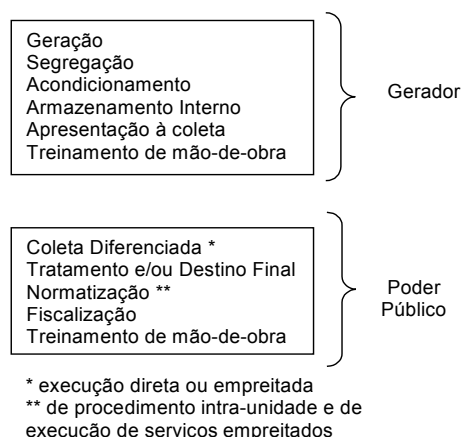 Geração
Segregação
Acondicionamento
Armazenamento Interno
Apresentação à coleta
Treinamento de mão-de-obra
Gerador
Coleta Diferenciada *
Tratamento e/ou Destino Final
Normatização **
Fiscalização
Treinamento de mão-de-obra
Poder
Público
* execução direta ou empreitada
** de procedimento intra-unidade e de
execução de serviços empreitados